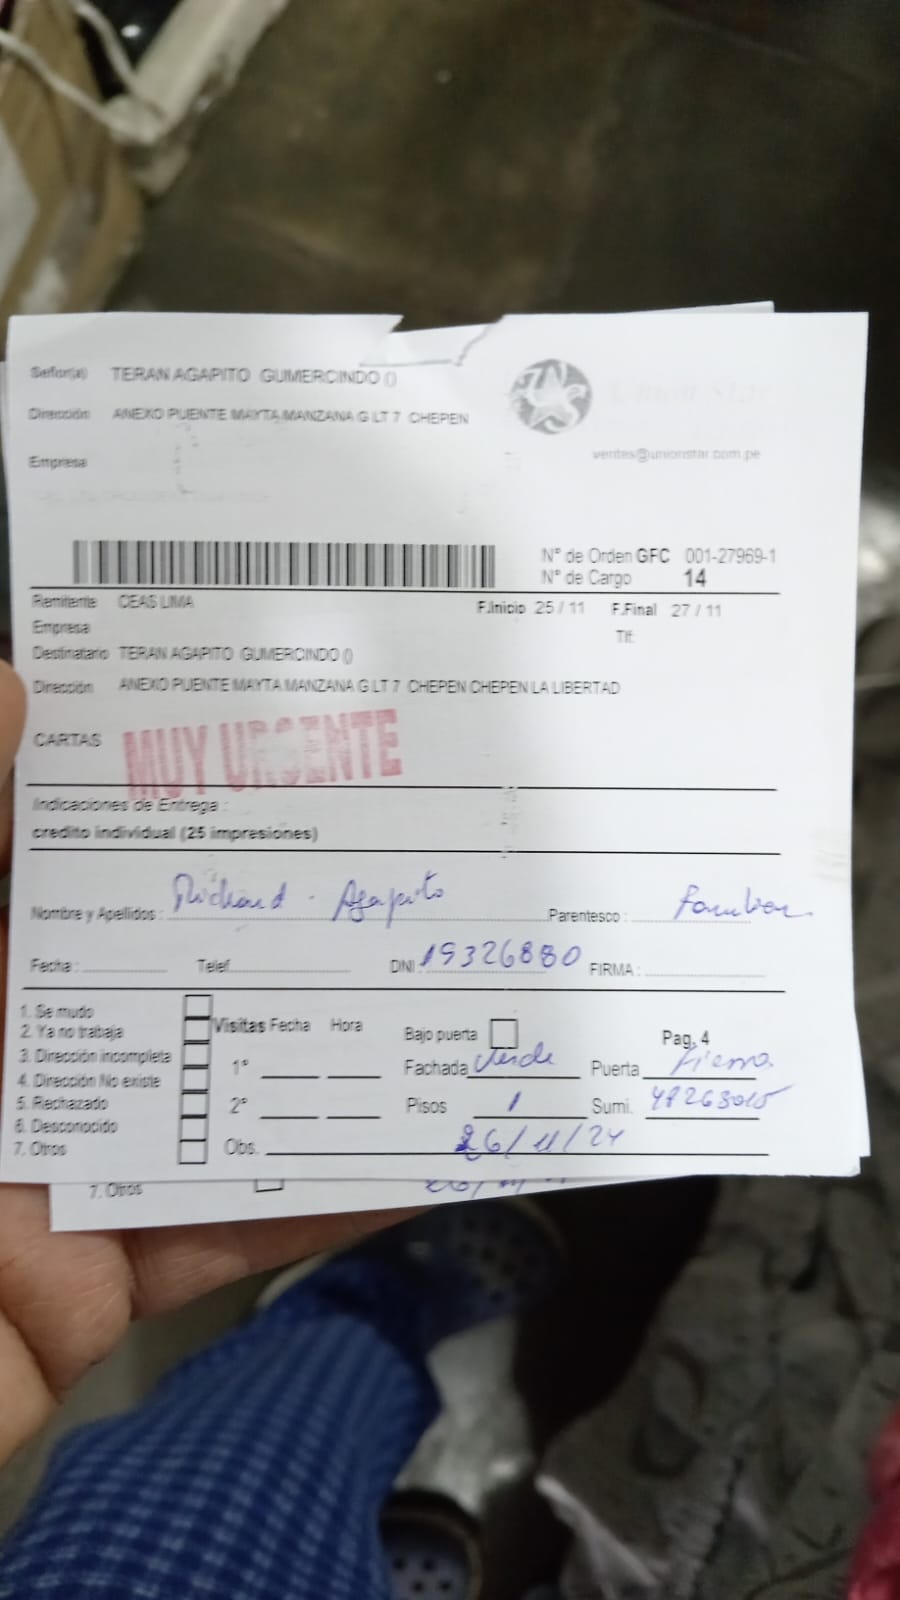 Señor(a) TERAN AGAPITO GUMERCINDO ()
Dirección ANEXO PUENTE MAYTA MANZANA G LT 7 CHEPEN
Union Star
Empresa
ventas@unionstar.com.pe
N° de Orden GFC 001-27969-1
N° de Cargo 14
Remitente CEAS LIMA
F.Inicio 25 / 11 F.Final 27 / 11
Empresa
Tlf:
Destinatario TERAN AGAPITO GUMERCINDO ()
Dirección ANEXO PUENTE MAYTA MANZANA G LT 7 CHEPEN CHEPEN LA LIBERTAD
CARTAS MUY URGENTE
Indicaciones de Entrega :
credito individual (25 impresiones)
Nombre y Apellidos : Richard - Agapito Parentesco :
Fecha : Telef DNI : 19326880 FIRMA :
1. Se mudo
2. Ya no trabaja
3. Dirección incompleta
4. Dirección No existe
5. Rechazado
6. Desconocido
7. Otros
Visitas Fecha Hora
1°
2°
Obs. 26/11/24
Bajo puerta Pag. 4
Fachada Verde Puerta Fierro.
Pisos 1 Sumi. 48263015
7. Otros